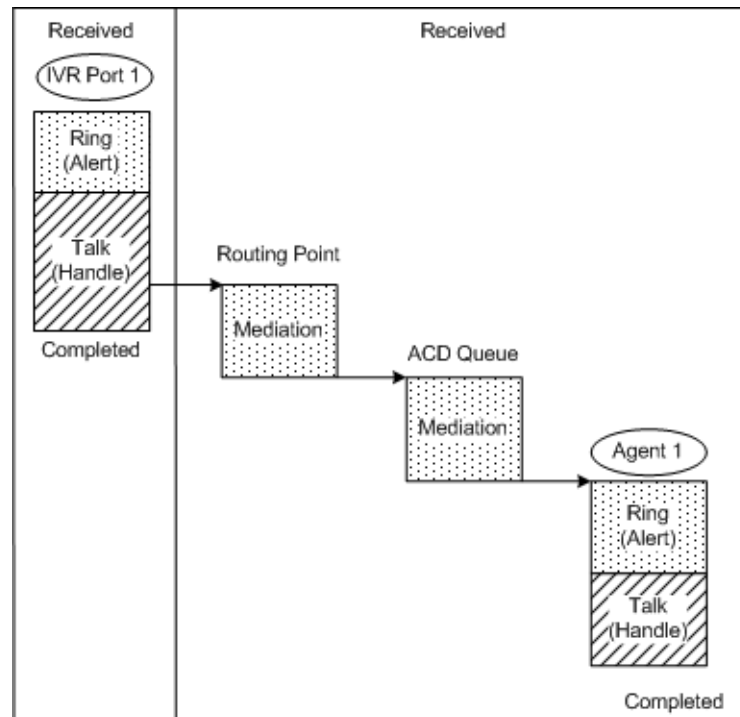 Received
IVR Port 1
Ring
(Alert)
Talk
(Handle)
Completed
Received
Routing Point
Mediation
ACD Queue
Mediation
Agent 1
Ring
(Alert)
Talk
(Handle)
Completed